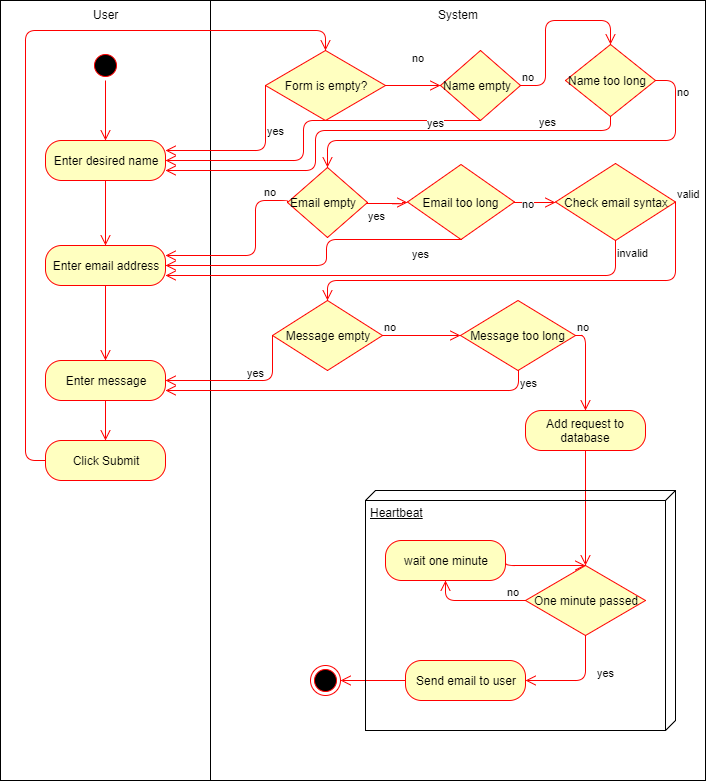 User
System
Form is empty?
no
Name empty
no
Name too long
no
yes
yes
yes
Enter desired name
Email empty
no
yes
Email too long
no
Check email syntax
valid
yes
invalid
Enter email address
Message empty
no
Message too long
no
yes
yes
Enter message
Add request to
database
Click Submit
Heartbeat
wait one minute
no
One minute passed
yes
Send email to user